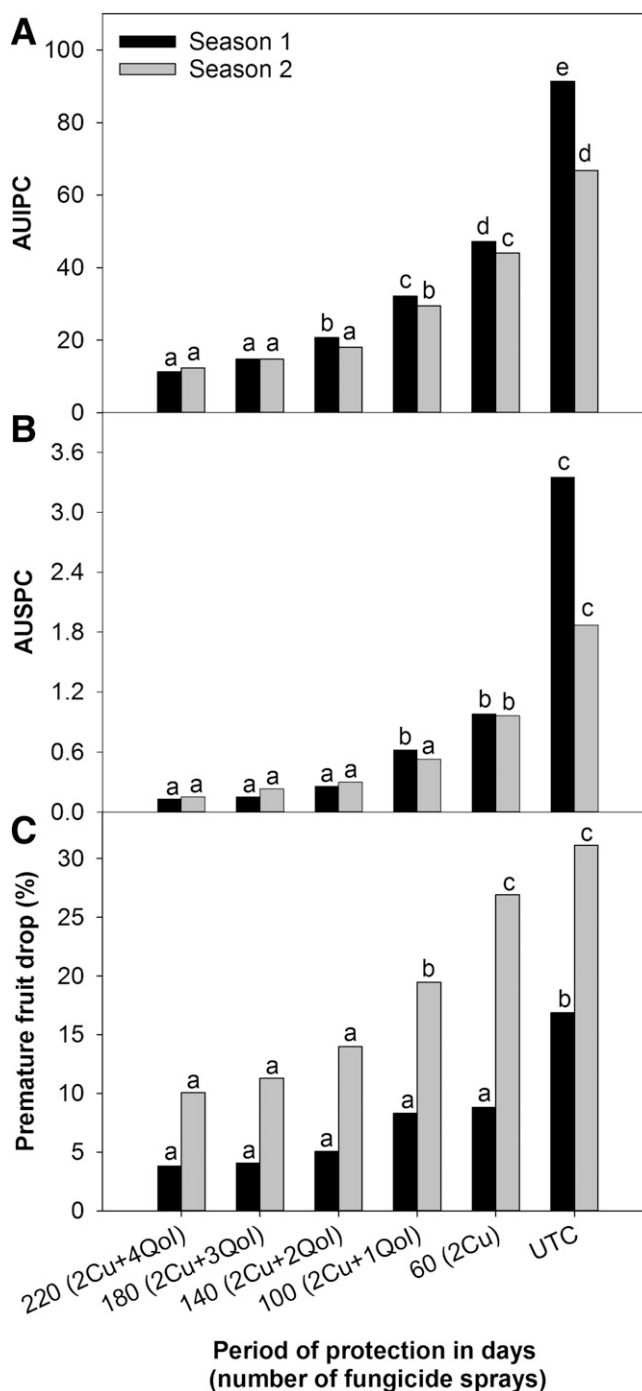 A
Season 1
Season 2
100
80
60
40
20
0
AUIPC
a a
a a
b a
c b
d c
e d
B
3.6
3.0
2.4
1.8
1.2
0.6
0.0
AUSPC
a a
a a
a a
b a
b b
c c
C
30
25
20
15
10
5
0
Premature fruit drop (%)
a a
a a
a a
a b
a c
b c
220 (2Cu+4QoI)
180 (2Cu+3QoI)
140 (2Cu+2QoI)
100 (2Cu+1QoI)
60 (2Cu)
UTC
Period of protection in days
(number of fungicide sprays)